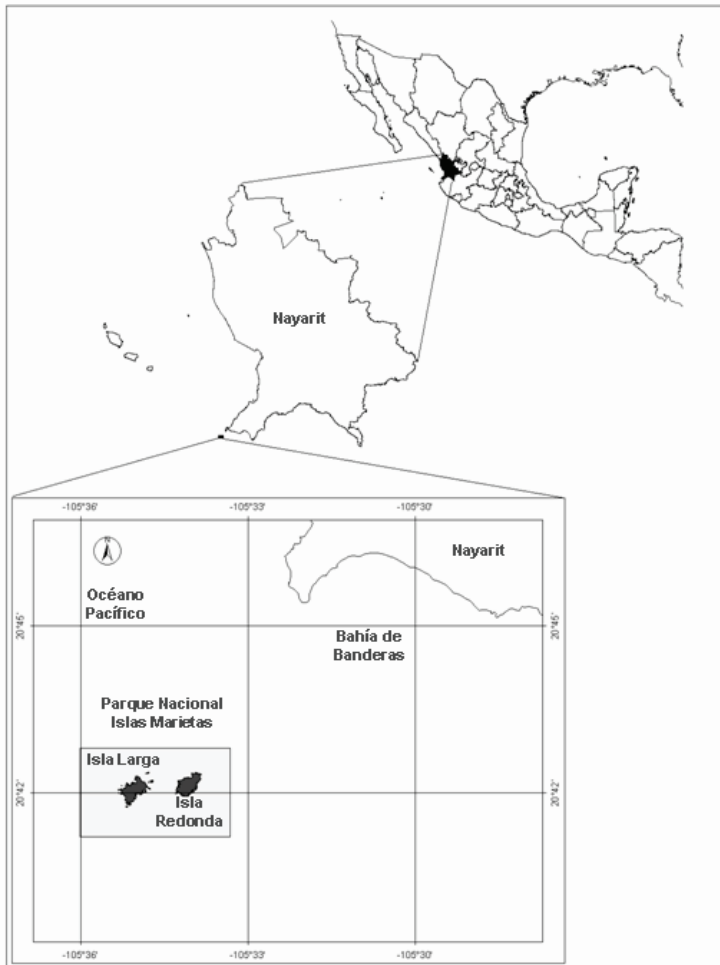 Nayarit
-105°36'
-105°33'
-105°30'
Nayarit
Océano
Pacífico
20°45'
20°45'
Bahía de
Banderas
Parque Nacional
Islas Marietas
Isla Larga
20°42'
20°42'
Isla
Redonda
-105°36'
-105°33'
-105°30'